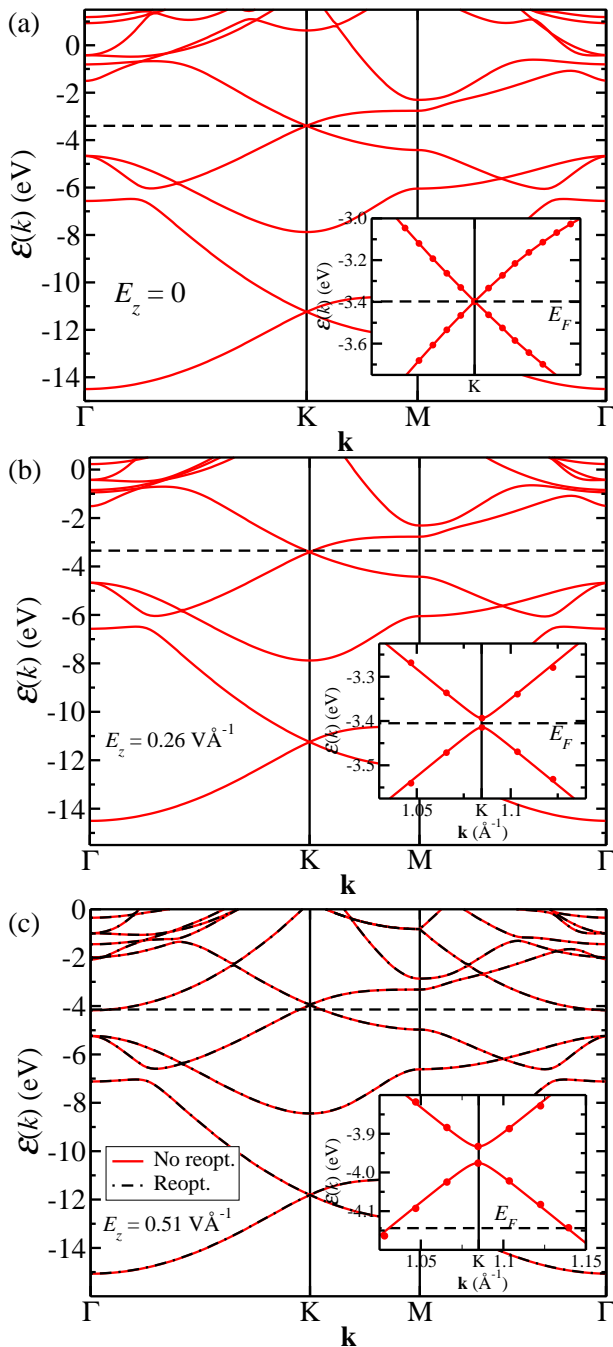 (a)
0
-2
-4
-6
-8
-10
-12
-14
ε(k) (eV)
E_z = 0
-3.0
-3.2
-3.4
-3.6
ε(k) (eV)
E_F
K
Γ K M Γ
k
(b)
0
-2
-4
-6
-8
-10
-12
-14
ε(k) (eV)
E_z = 0.26 VÅ⁻¹
-3.3
-3.4
-3.5
ε(k) (eV)
E_F
1.05 K 1.1
k (Å⁻¹)
Γ K M Γ
k
(c)
0
-2
-4
-6
-8
-10
-12
-14
ε(k) (eV)
No reopt.
Reopt.
E_z = 0.51 VÅ⁻¹
-3.9
-4.0
-4.1
ε(k) (eV)
E_F
1.05 K 1.1 1.15
k (Å⁻¹)
Γ K M Γ
k